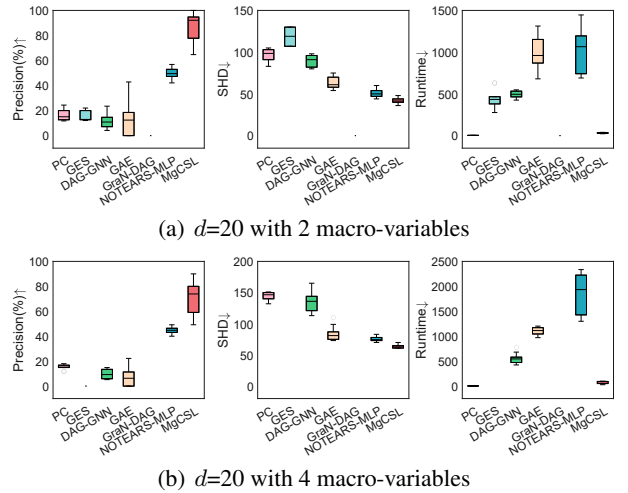 Precision(%)↑
100
80
60
40
20
0
PC
GES
DAG-GNN
GAE
GraN-DAG
NOTEARS-MLP
MgCSL
SHD↓
150
100
50
0
PC
GES
DAG-GNN
GAE
GraN-DAG
NOTEARS-MLP
MgCSL
Runtime↓
1500
1000
500
0
PC
GES
DAG-GNN
GAE
GraN-DAG
NOTEARS-MLP
MgCSL
(a) d=20 with 2 macro-variables
Precision(%)↑
100
80
60
40
20
0
PC
GES
DAG-GNN
GAE
GraN-DAG
NOTEARS-MLP
MgCSL
SHD↓
200
150
100
50
0
PC
GES
DAG-GNN
GAE
GraN-DAG
NOTEARS-MLP
MgCSL
Runtime↓
2500
2000
1500
1000
500
0
PC
GES
DAG-GNN
GAE
GraN-DAG
NOTEARS-MLP
MgCSL
(b) d=20 with 4 macro-variables